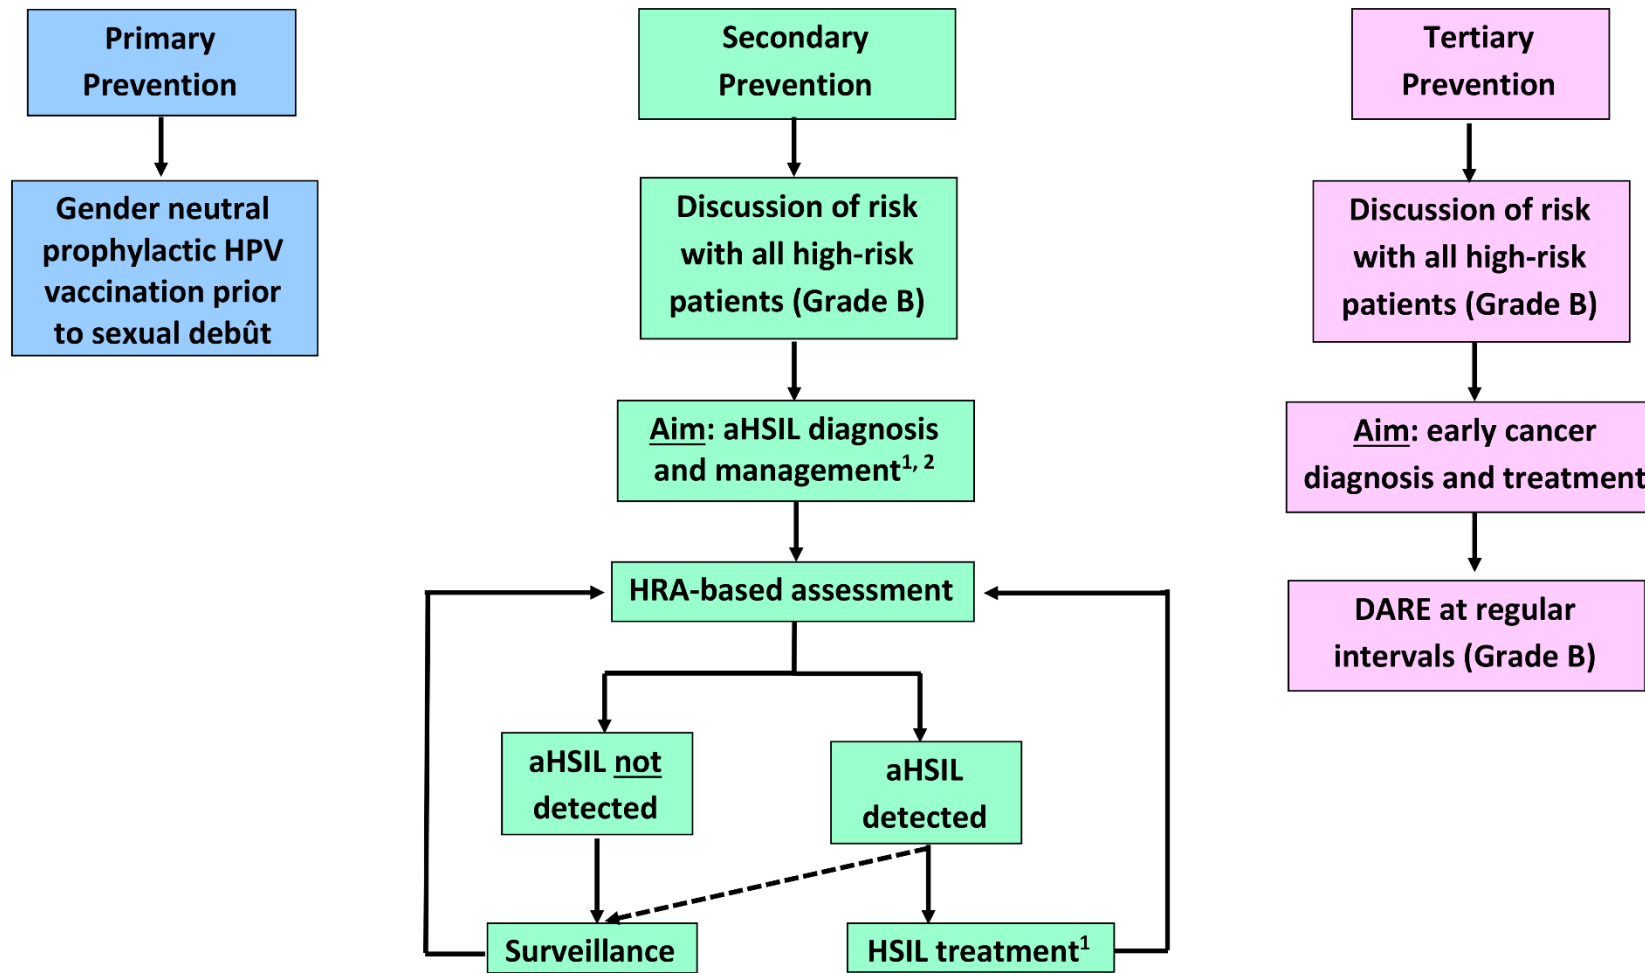 Primary
Prevention
Gender neutral
prophylactic HPV
vaccination prior
to sexual debût
Secondary
Prevention
Discussion of risk
with all high-risk
patients (Grade B)
Aim: aHSIL diagnosis
and management1, 2
HRA-based assessment
aHSIL not
detected
aHSIL
detected
Surveillance
HSIL treatment1
Tertiary
Prevention
Discussion of risk
with all high-risk
patients (Grade B)
Aim: early cancer
diagnosis and treatment
DARE at regular
intervals (Grade B)